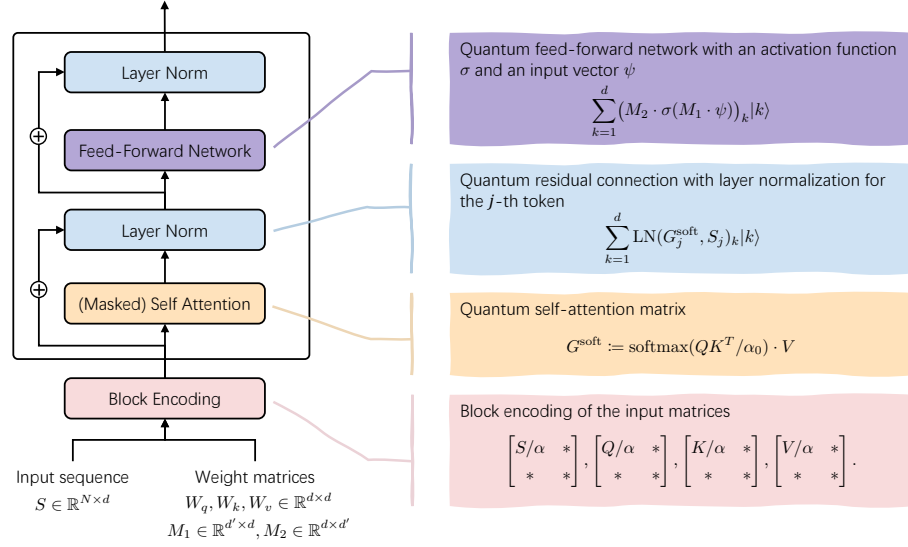 Layer Norm
Feed-Forward Network
Layer Norm
(Masked) Self Attention
Block Encoding
Input sequence
S ∈ ℝ^{N×d}
Weight matrices
W_q, W_k, W_v ∈ ℝ^{d×d}
M_1 ∈ ℝ^{d'×d}, M_2 ∈ ℝ^{d×d'}
Quantum feed-forward network with an activation function
σ and an input vector ψ
\sum_{k=1}^{d} (M_2 · σ(M_1 · ψ))_k |k⟩
Quantum residual connection with layer normalization for
the j-th token
\sum_{k=1}^{d} LN(G_j^{soft}, S_j)_k |k⟩
Quantum self-attention matrix
G^{soft} ≔ softmax(QK^T/α_0) · V
Block encoding of the input matrices
[S/α * ; * *], [Q/α * ; * *], [K/α * ; * *], [V/α * ; * *].